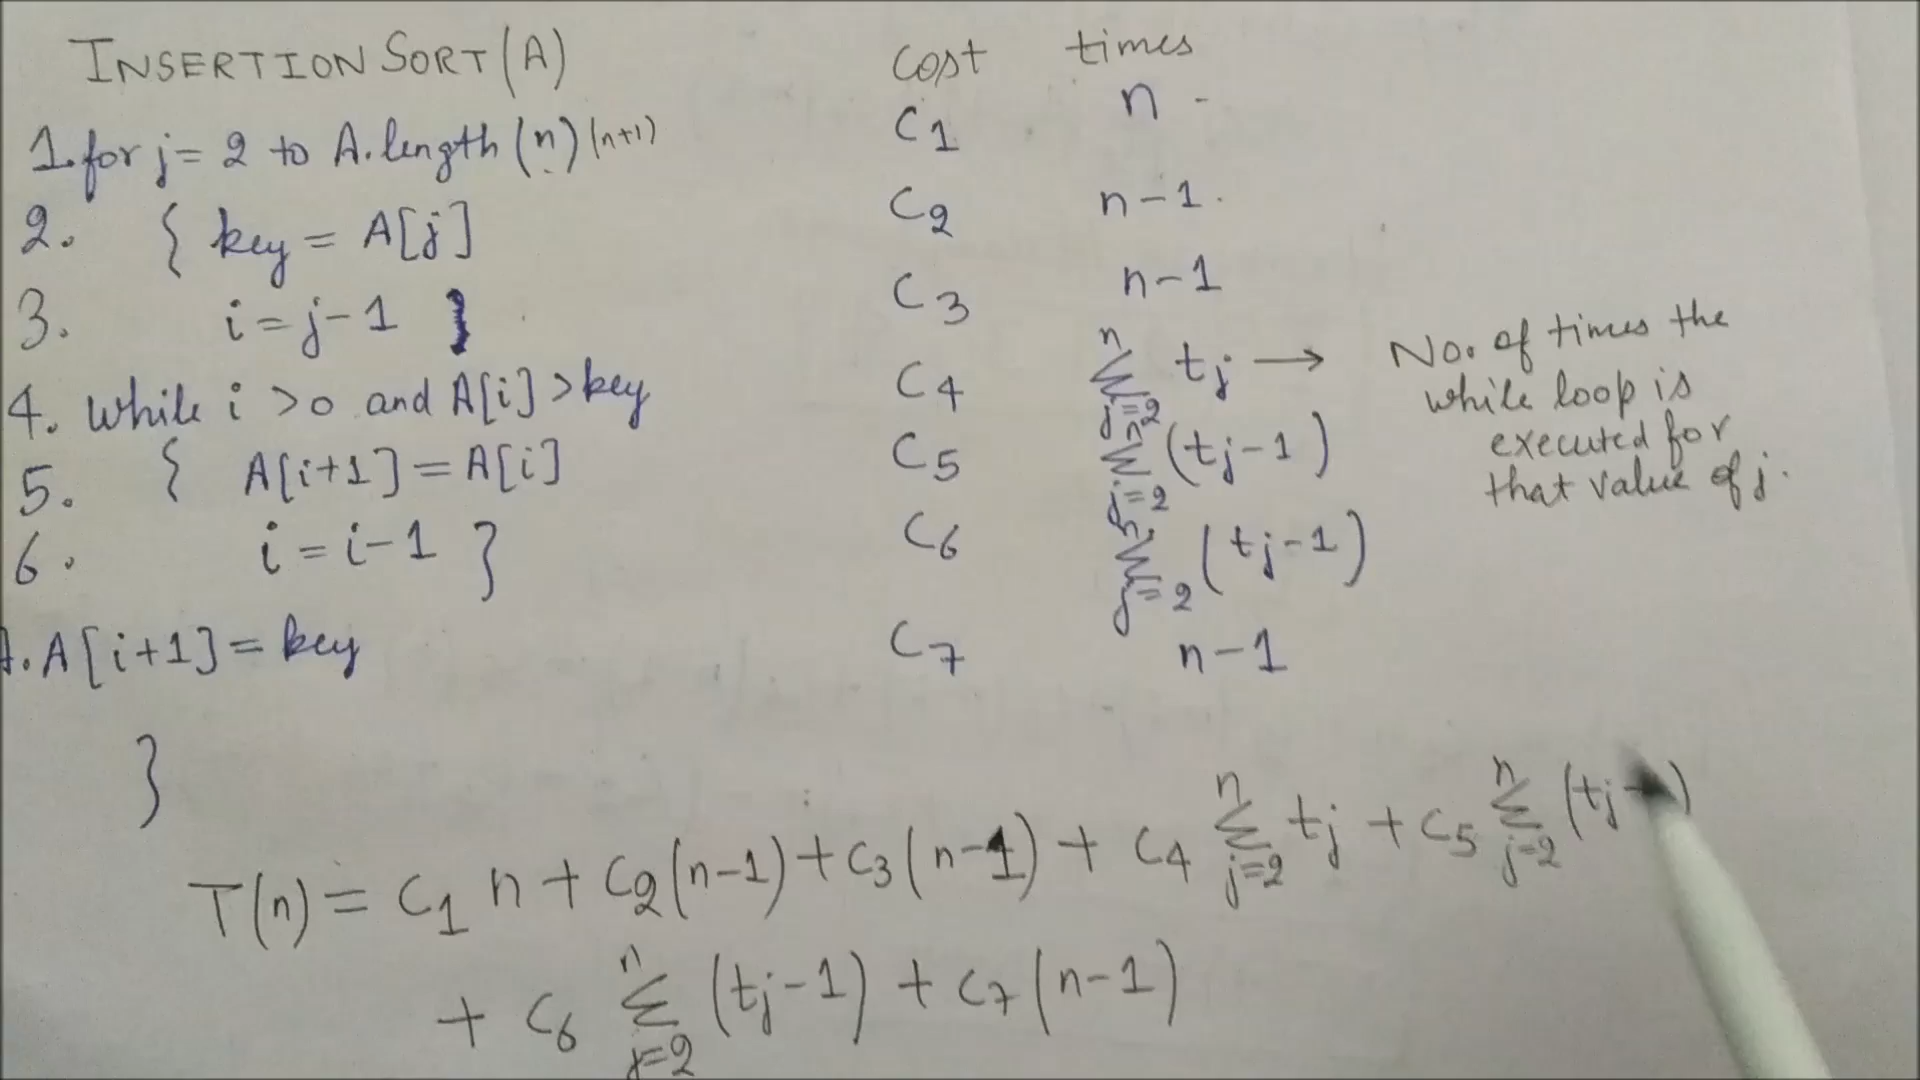 INSERTION SORT(A) cost times
1. for j = 2 to A.length (n) (n+1) C1 n
2. { key = A[j] C2 n-1.
3. i = j-1 } C3 n-1
4. while i >0 and A[i] >key C4 n Σ j=2 tj → No. of times the while loop is executed for that value of j.
5. { A[i+1] = A[i] C5 n Σ j=2 (tj-1)
6. i = i-1 } C6 n Σ j=2 (tj-1)
A[i+1] = key C7 n-1
}
T(n) = C1 n + C2(n-1) + C3(n-1) + C4 n Σ j=2 tj + C5 n Σ j=2 (tj )
+ C6 n Σ j=2 (tj-1) + C7(n-1)